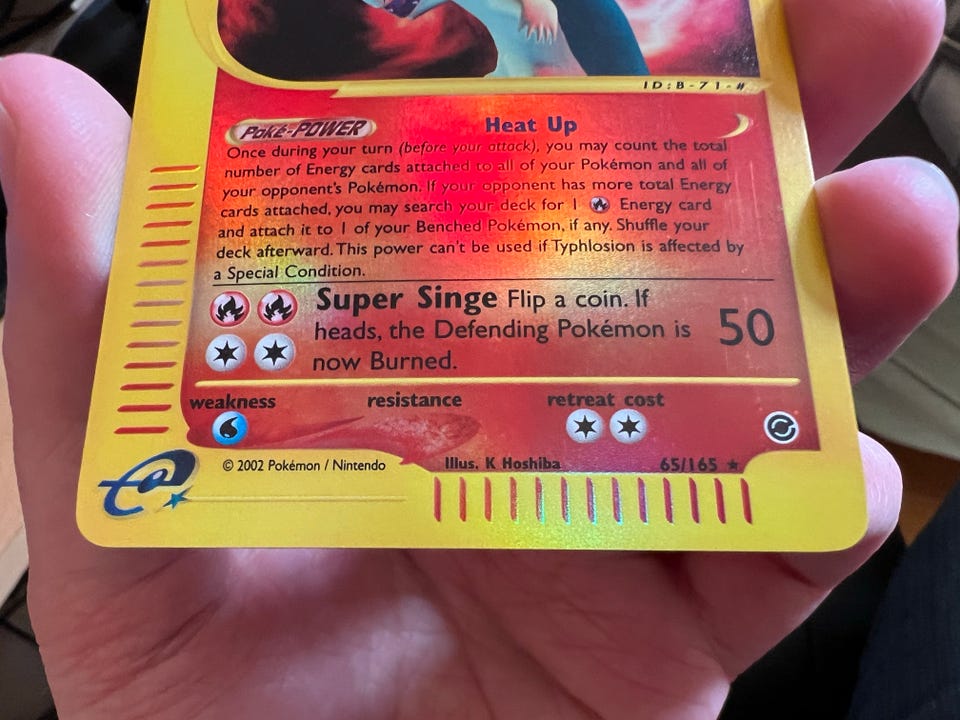 ID:B-71-#
Poké-POWER Heat Up
Once during your turn (before your attack), you may count the total
number of Energy cards attached to all of your Pokémon and all of
your opponent's Pokémon. If your opponent has more total Energy
cards attached, you may search your deck for 1 Energy card
and attach it to 1 of your Benched Pokémon, if any. Shuffle your
deck afterward. This power can't be used if Typhlosion is affected by
a Special Condition.
Super Singe Flip a coin. If
heads, the Defending Pokémon is 50
now Burned.
weakness resistance retreat cost
© 2002 Pokémon / Nintendo Illus. K Hoshiba 65/165 ★
e